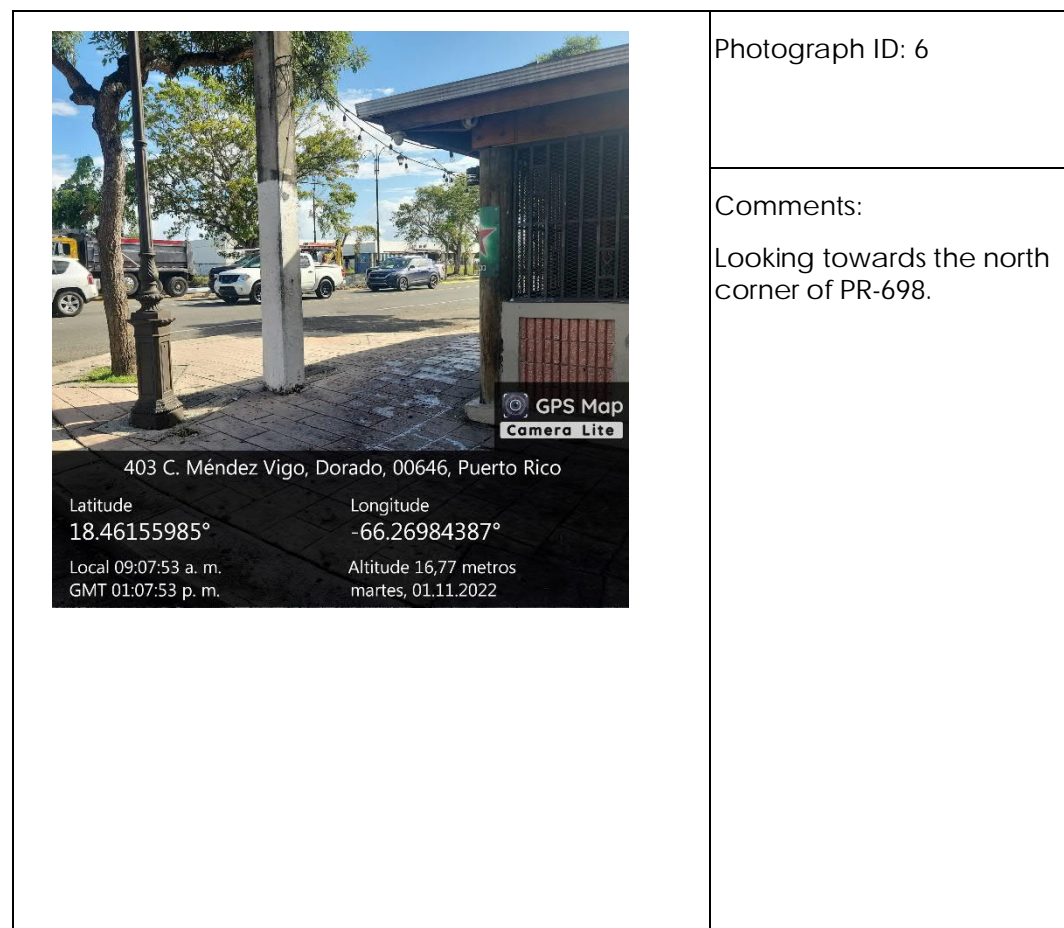 Photograph ID: 6
Comments:
Looking towards the north
corner of PR-698.
GPS Map
Camera Lite
403 C. Méndez Vigo, Dorado, 00646, Puerto Rico
Latitude
18.46155985°
Longitude
-66.26984387°
Local 09:07:53 a. m.
GMT 01:07:53 p. m.
Altitude 16,77 metros
martes, 01.11.2022